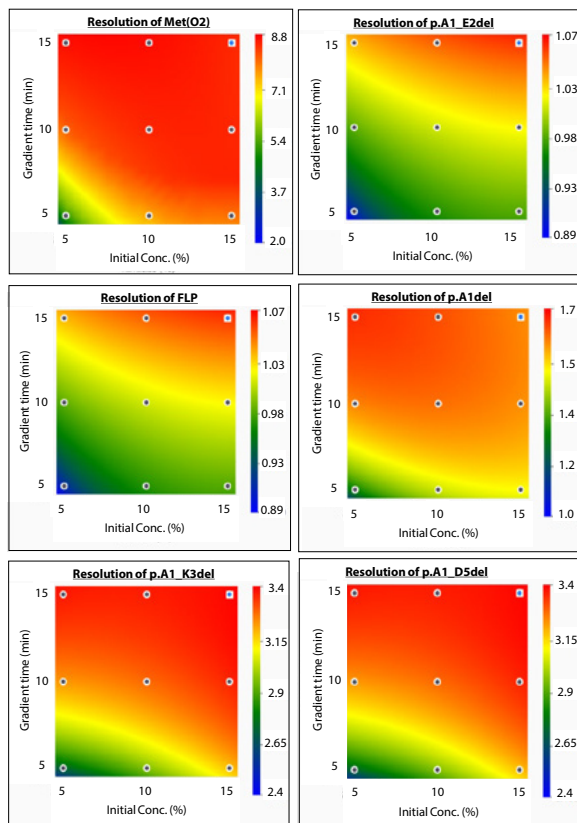 Resolution of Met(O2)
15
10
5
Gradient time (min)
5 10 15
Initial Conc. (%)
8.8
7.1
5.4
3.7
2.0
Resolution of p.A1_E2del
15
10
5
Gradient time (min)
5 10 15
Initial Conc. (%)
1.07
1.03
0.98
0.93
0.89
Resolution of FLP
15
10
5
Gradient time (min)
5 10 15
Initial Conc. (%)
1.07
1.03
0.98
0.93
0.89
Resolution of p.A1del
15
10
5
Gradient time (min)
5 10 15
Initial Conc. (%)
1.7
1.5
1.4
1.2
1.0
Resolution of p.A1_K3del
15
10
5
Gradient time (min)
5 10 15
Initial Conc. (%)
3.4
3.15
2.9
2.65
2.4
Resolution of p.A1_D5del
15
10
5
Gradient time (min)
5 10 15
Initial Conc. (%)
3.4
3.15
2.9
2.65
2.4